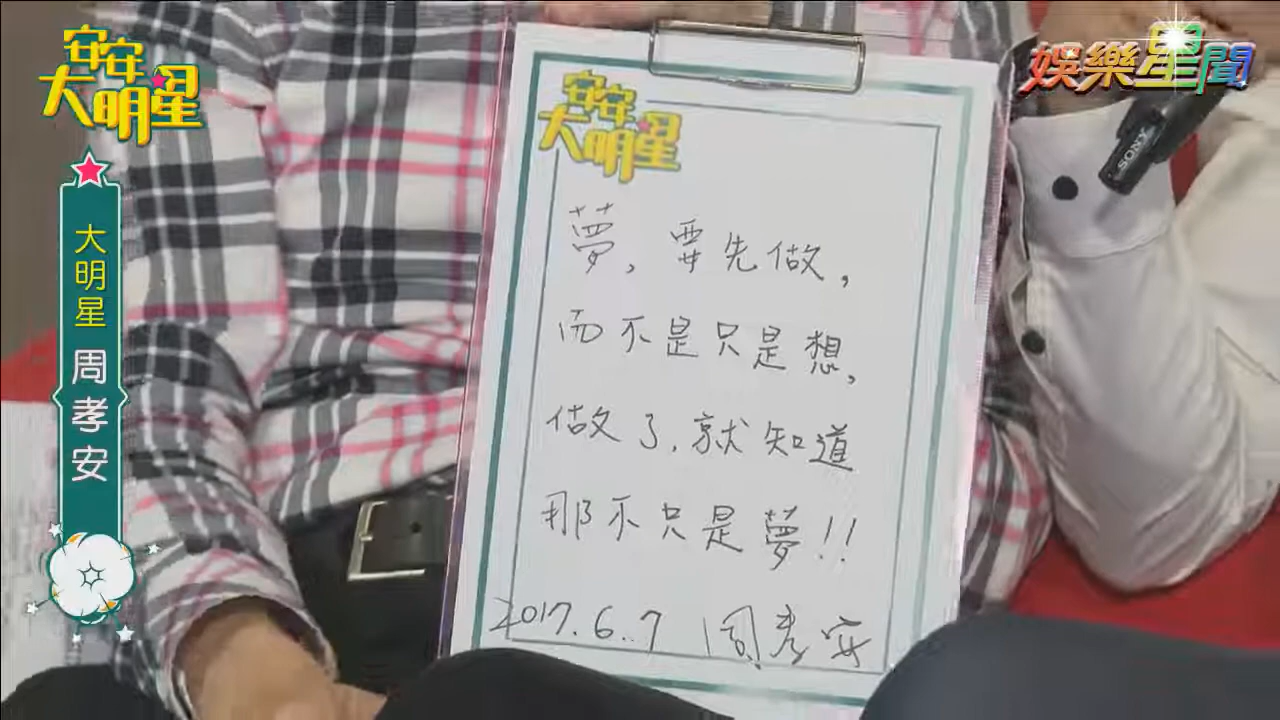 安安
大明星
娛樂星聞
SONY
大明星 周孝安
安安
大明星
夢，要先做，
而不是只是想，
做了，就知道
那不只是夢!!
2017.6.7 周孝安